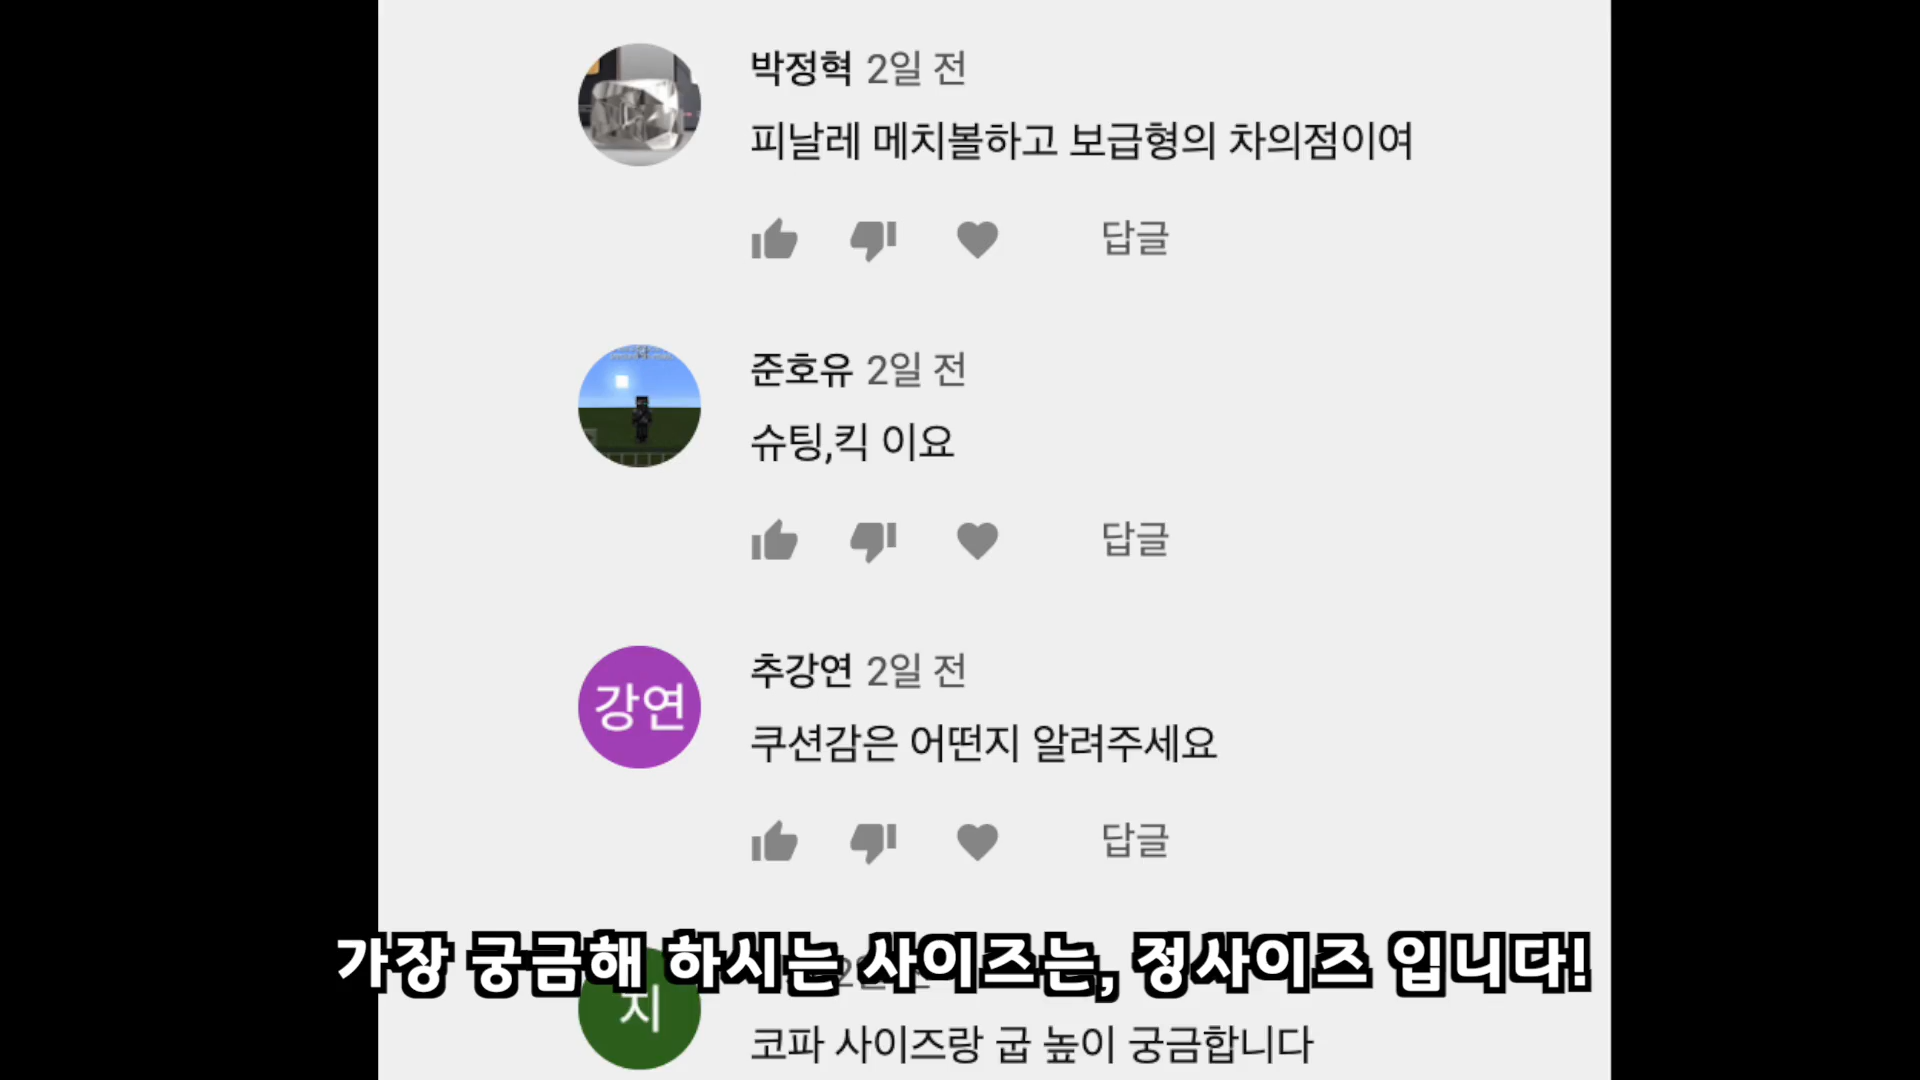 박정혁 2일 전
피날레 메치볼하고 보급형의 차의점이여
답글
준호유 2일 전
슈팅,킥 이요
답글
강연
추강연 2일 전
쿠션감은 어떤지 알려주세요
답글
가장 궁금해 하시는 사이즈는, 정사이즈 입니다!
지
코파 사이즈랑 굽 높이 궁금합니다